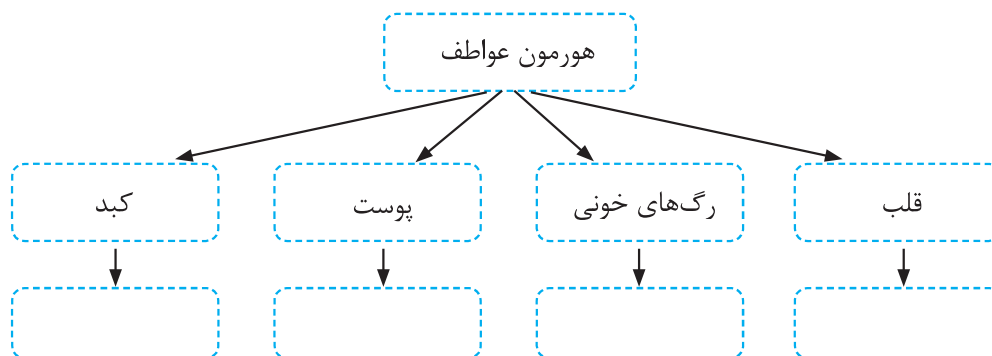 هورمون عواطف
قلب
رگ‌های خونی
پوست
کبد